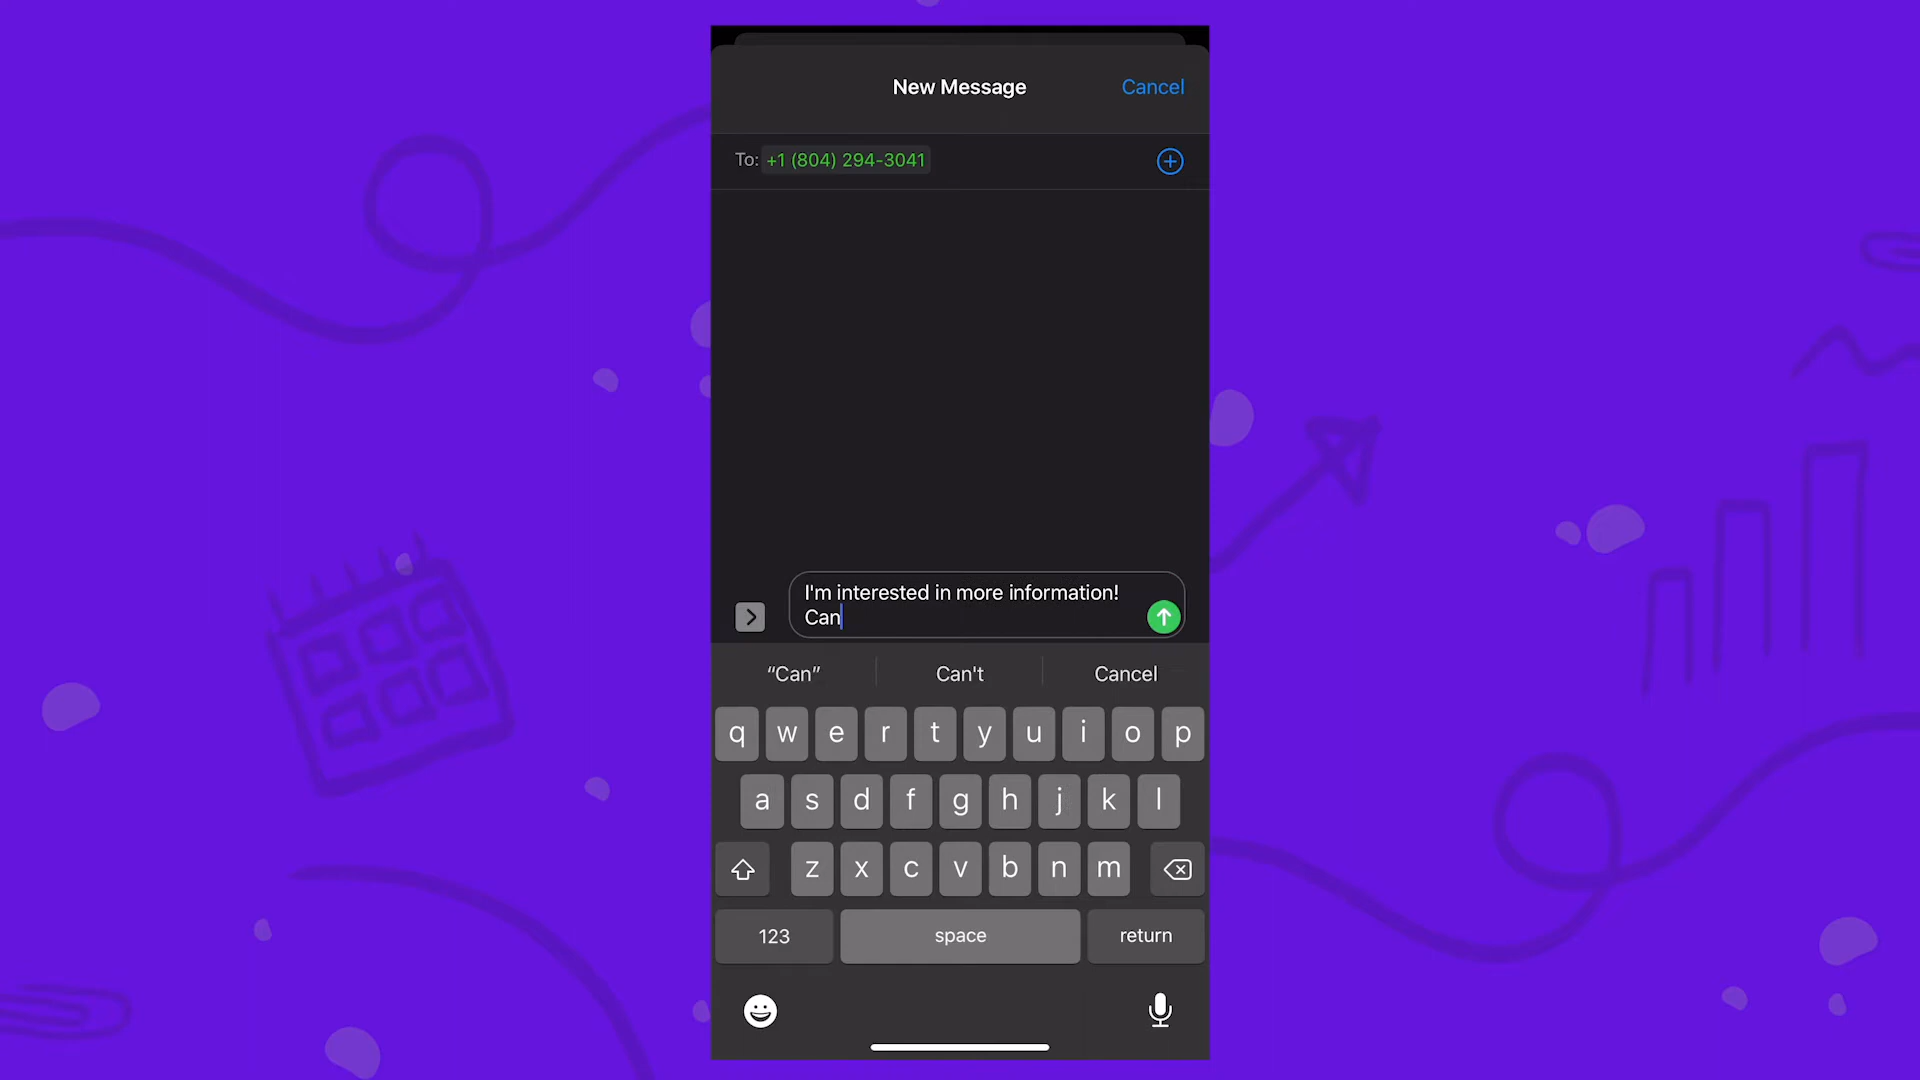 New Message
Cancel
To: +1 (804) 294-3041
I'm interested in more information!
Can
“Can” Can't Cancel
q w e r t y u i o p
a s d f g h j k l
z x c v b n m
123 space return